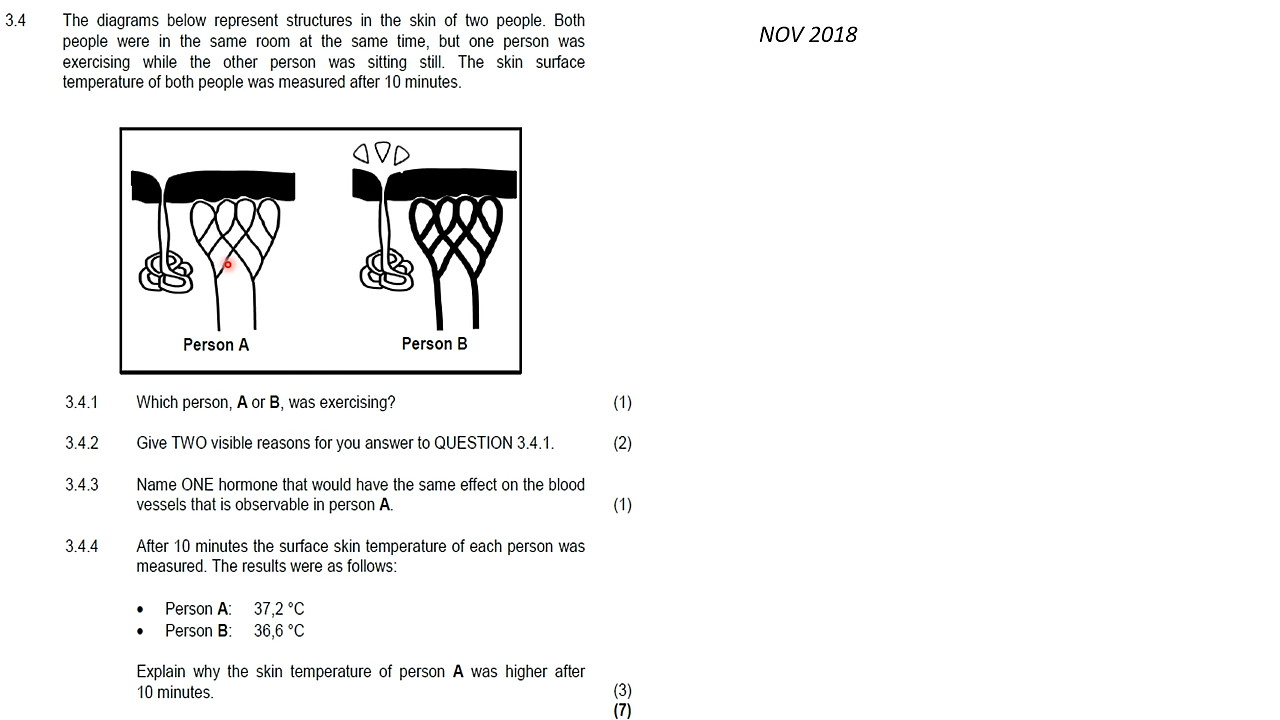 3.4 The diagrams below represent structures in the skin of two people. Both
people were in the same room at the same time, but one person was
exercising while the other person was sitting still. The skin surface
temperature of both people was measured after 10 minutes.
NOV 2018
Person A
Person B
3.4.1 Which person, A or B, was exercising? (1)
3.4.2 Give TWO visible reasons for you answer to QUESTION 3.4.1. (2)
3.4.3 Name ONE hormone that would have the same effect on the blood
vessels that is observable in person A. (1)
3.4.4 After 10 minutes the surface skin temperature of each person was
measured. The results were as follows:
• Person A: 37,2 °C
• Person B: 36,6 °C
Explain why the skin temperature of person A was higher after
10 minutes. (3)
(7)